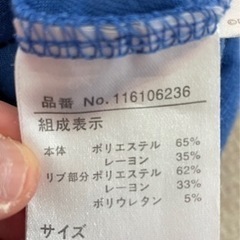 品番 No.116106236
組成表示
本体 ポリエステル 65%
レーヨン 35%
リブ部分 ポリエステル 62%
レーヨン 33%
ポリウレタン 5%
サイズ